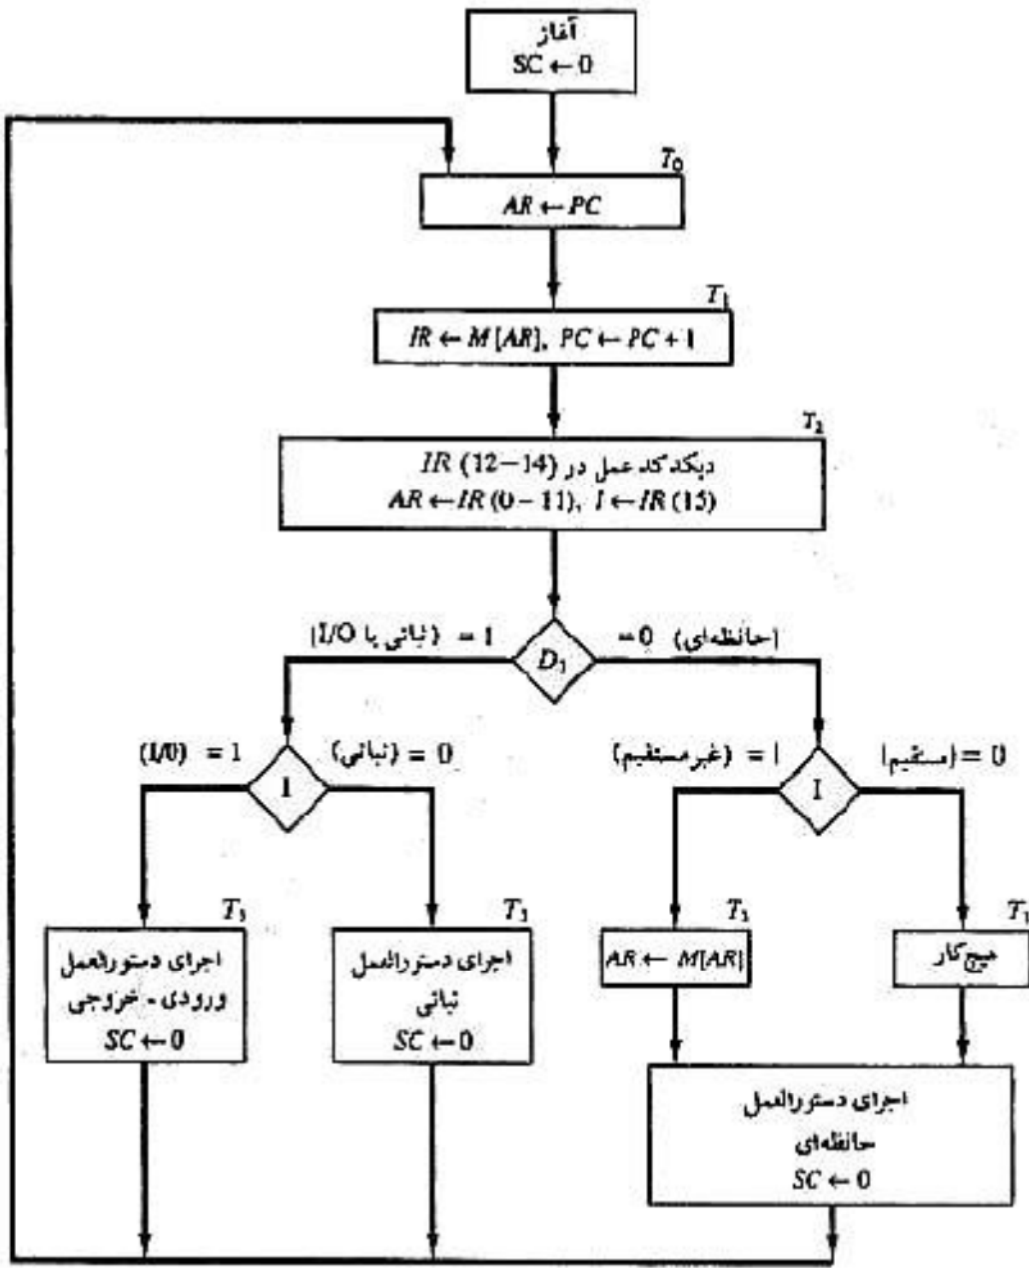 آغاز
SC ← 0
T0
AR ← PC
T1
IR ← M [AR], PC ← PC + 1
T2
دیکد کد عمل در IR (12–14)
AR ← IR (0 – 11), I ← IR (15)
(ثباتی یا I/O) = 1
D7
(حافظه‌ای) = 0
(I/0) = 1
I
(ثباتی) = 0
(غیرمستقیم) = 1
I
(مستقیم) = 0
T3
اجرای دستورالعمل
ورودی - خروجی
SC ← 0
T3
اجرای دستورالعمل
ثباتی
SC ← 0
T3
AR ← M[AR]
T3
هیچ کار
اجرای دستورالعمل
حافظه‌ای
SC ← 0